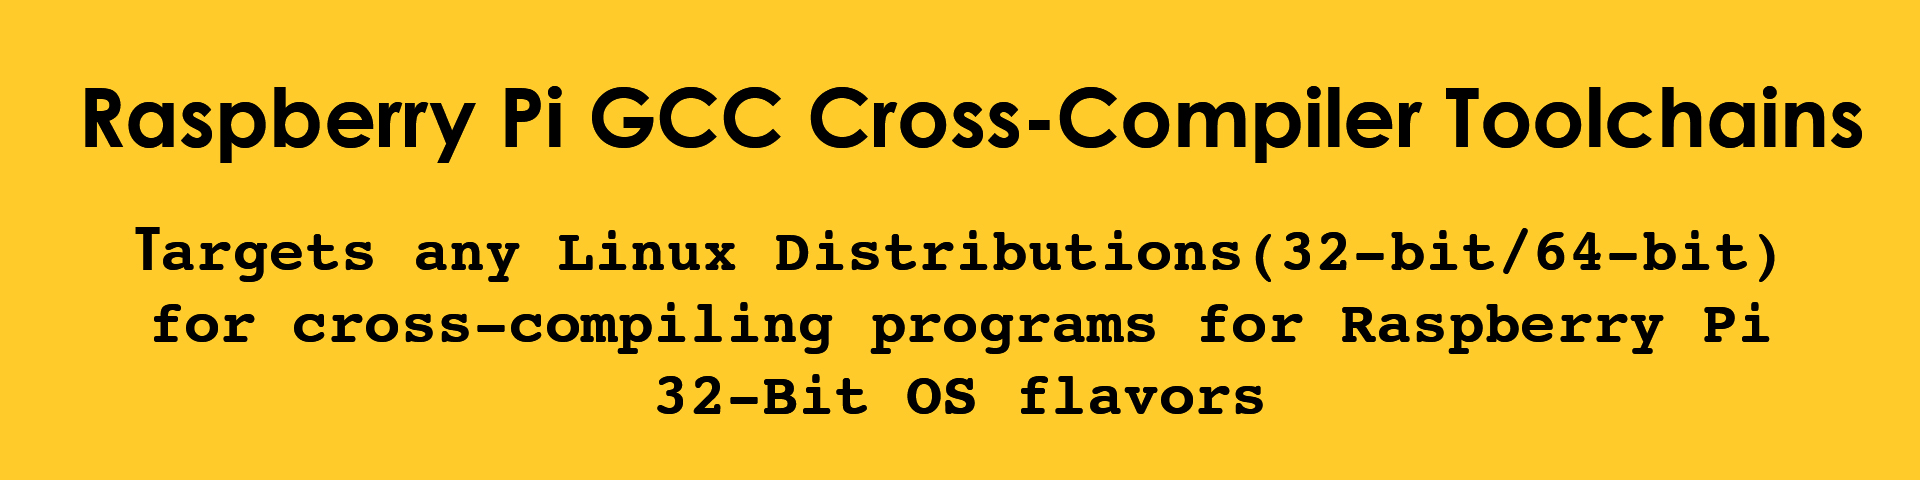 Raspberry Pi GCC Cross-Compiler Toolchains
Targets any Linux Distributions(32-bit/64-bit)
for cross-compiling programs for Raspberry Pi
32-Bit OS flavors